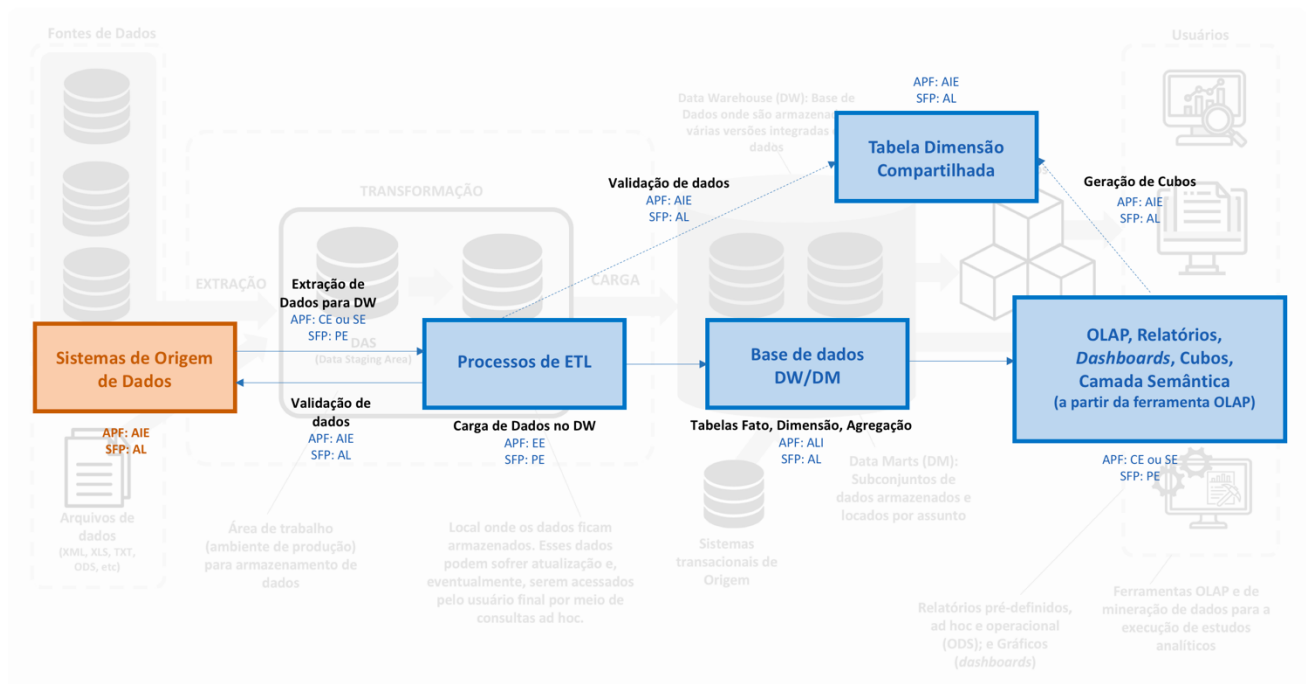 Fontes de Dados
Usuários
APF: AIE
SFP: AL
Data Warehouse (DW): Base de
Dados onde são armazena
várias versões integradas
dados
Tabela Dimensão
Compartilhada
TRANSFORMAÇÃO
Validação de dados
APF: AIE
SFP: AL
Geração de Cubos
APF: AIE
SFP: AL
EXTRAÇÃO
CARGA
Extração de
Dados para DW
APF: CE ou SE
SFP: PE
DAS
(Data Staging Area)
Sistemas de Origem
de Dados
Processos de ETL
Base de dados
DW/DM
OLAP, Relatórios,
Dashboards, Cubos,
Camada Semântica
(a partir da ferramenta OLAP)
Validação de
dados
APF: AIE
SFP: AL
Carga de Dados no DW
APF: EE
SFP: PE
Tabelas Fato, Dimensão, Agregação
APF: ALI
SFP: AL
APF: AIE
SFP: AL
APF: CE ou SE
SFP: PE
Data Marts (DM):
Subconjuntos de
dados armazenados e
locados por assunto
Arquivos de
dados
(XML, XLS, TXT,
ODS, etc)
Área de trabalho
(ambiente de produção)
para armazenamento de
dados
Local onde os dados ficam
armazenados. Esses dados
podem sofrer atualização e,
eventualmente, serem acessados
pelo usuário final por meio de
consultas ad hoc.
Sistemas
transacionais de
Origem
Relatórios pré-definidos,
ad hoc e operacional
(ODS); e Gráficos
(dashboards)
Ferramentas OLAP e de
mineração de dados para a
execução de estudos
analíticos